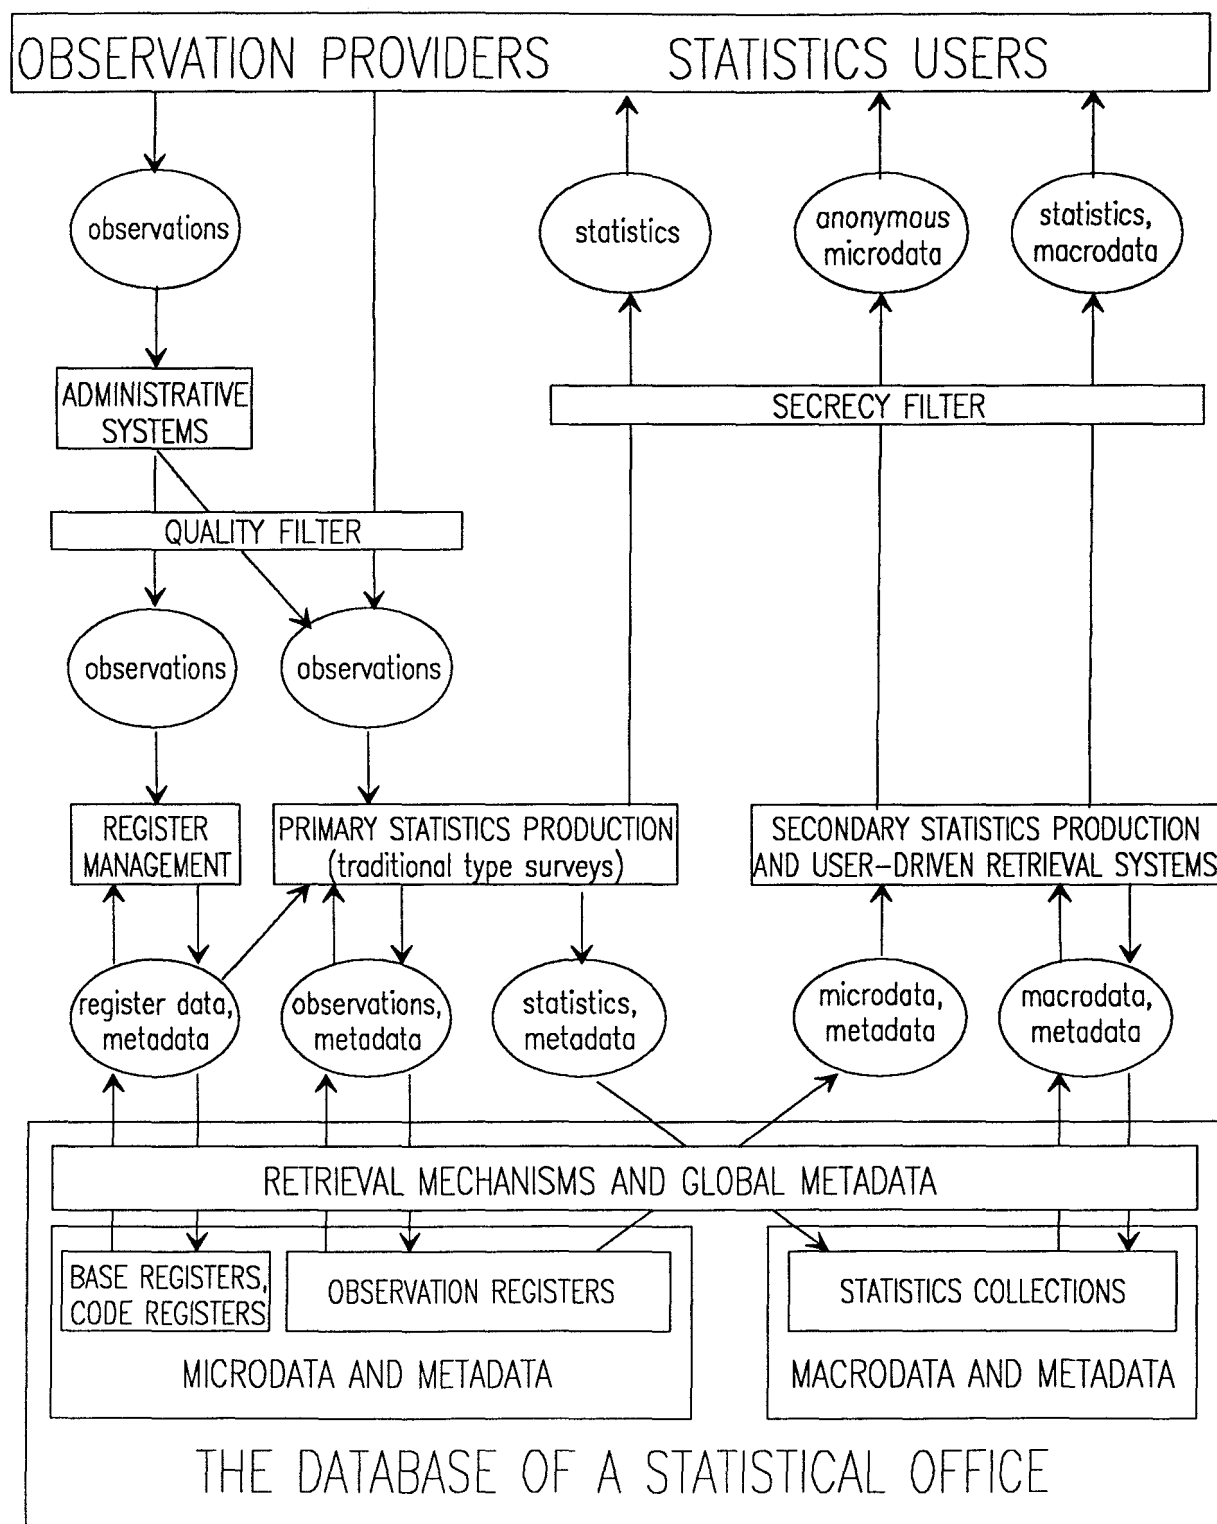 OBSERVATION PROVIDERS STATISTICS USERS
observations
statistics
anonymous
microdata
statistics,
macrodata
ADMINISTRATIVE
SYSTEMS
SECRECY FILTER
QUALITY FILTER
observations
observations
REGISTER
MANAGEMENT
PRIMARY STATISTICS PRODUCTION
(traditional type surveys)
SECONDARY STATISTICS PRODUCTION
AND USER-DRIVEN RETRIEVAL SYSTEMS
register data,
metadata
observations,
metadata
statistics,
metadata
microdata,
metadata
macrodata,
metadata
RETRIEVAL MECHANISMS AND GLOBAL METADATA
BASE REGISTERS,
CODE REGISTERS
OBSERVATION REGISTERS
STATISTICS COLLECTIONS
MICRODATA AND METADATA
MACRODATA AND METADATA
THE DATABASE OF A STATISTICAL OFFICE